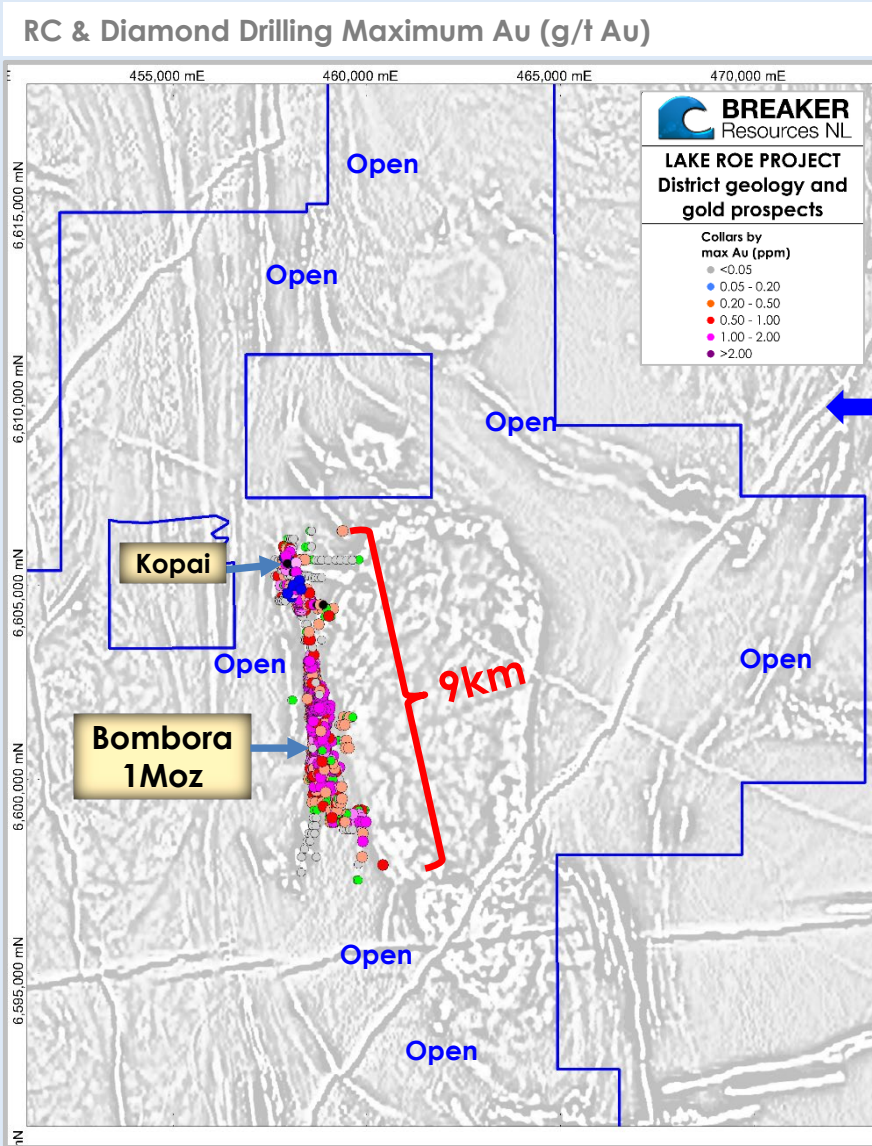 RC & Diamond Drilling Maximum Au (g/t Au)
E
455,000 mE
460,000 mE
465,000 mE
470,000 mE
BREAKER
Resources NL
LAKE ROE PROJECT
District geology and
gold prospects
Collars by
max Au (ppm)
<0.05
0.05 - 0.20
0.20 - 0.50
0.50 - 1.00
1.00 - 2.00
>2.00
6,615,000 mN
6,610,000 mN
6,605,000 mN
6,600,000 mN
6,595,000 mN
mN
Open
Open
Open
Kopai
Open
9km
Open
Bombora
1Moz
Open
Open